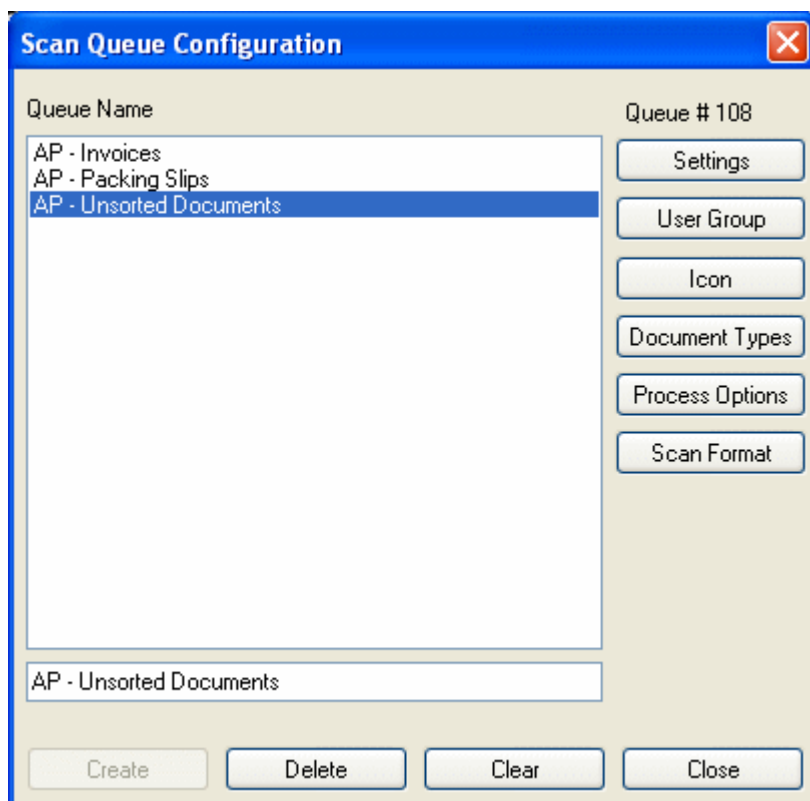 Scan Queue Configuration
Queue Name
Queue # 108
AP - Invoices
AP - Packing Slips
AP - Unsorted Documents
Settings
User Group
Icon
Document Types
Process Options
Scan Format
AP - Unsorted Documents
Create
Delete
Clear
Close